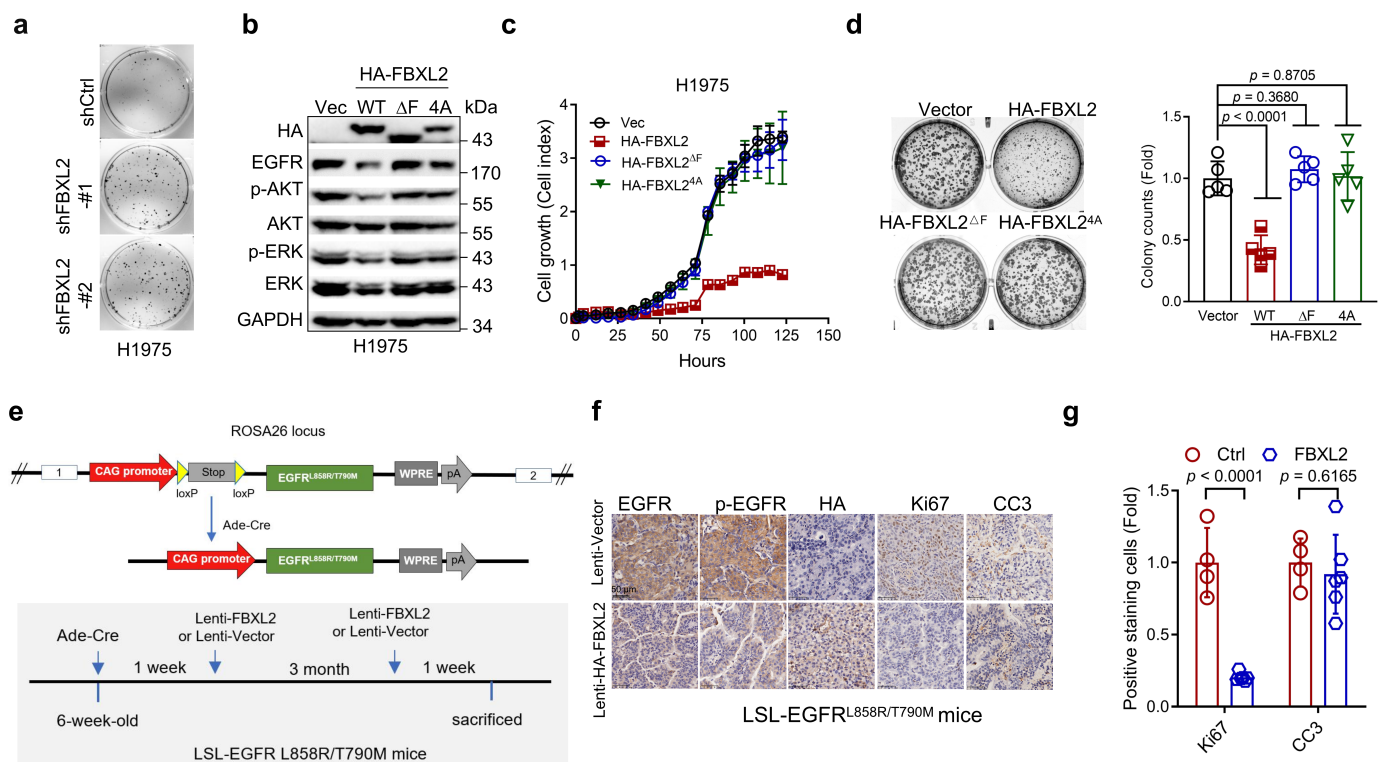 a
shCtrl
shFBXL2
-#1
shFBXL2
-#2
H1975
b
HA-FBXL2
Vec WT ΔF 4A kDa
HA
43
EGFR
170
p-AKT
55
AKT
55
p-ERK
43
ERK
43
GAPDH
34
H1975
c
H1975
Cell growth (Cell index)
4
3
2
1
0
0 25 50 75 100 125 150
Hours
Vec
HA-FBXL2
HA-FBXL2ΔF
HA-FBXL24A
d
Vector HA-FBXL2
HA-FBXL2△F HA-FBXL24A
Colony counts (Fold)
1.5
1.0
0.5
0.0
p = 0.8705
p = 0.3680
p < 0.0001
Vector WT ΔF 4A
HA-FBXL2
e
ROSA26 locus
1 CAG promoter Stop EGFRL858R/T790M WPRE pA 2
loxP loxP
Ade-Cre
CAG promoter EGFRL858R/T790M WPRE pA
Lenti-FBXL2
or Lenti-Vector
Lenti-FBXL2
or Lenti-Vector
Ade-Cre
1 week 3 month 1 week
6-week-old sacrificed
LSL-EGFR L858R/T790M mice
f
EGFR p-EGFR HA Ki67 CC3
Lenti-Vector
50 μm
Lenti-HA-FBXL2
LSL-EGFRL858R/T790M mice
g
Ctrl FBXL2
p < 0.0001 p = 0.6165
Positive staining cells (Fold)
1.5
1.0
0.5
0.0
Ki67 CC3